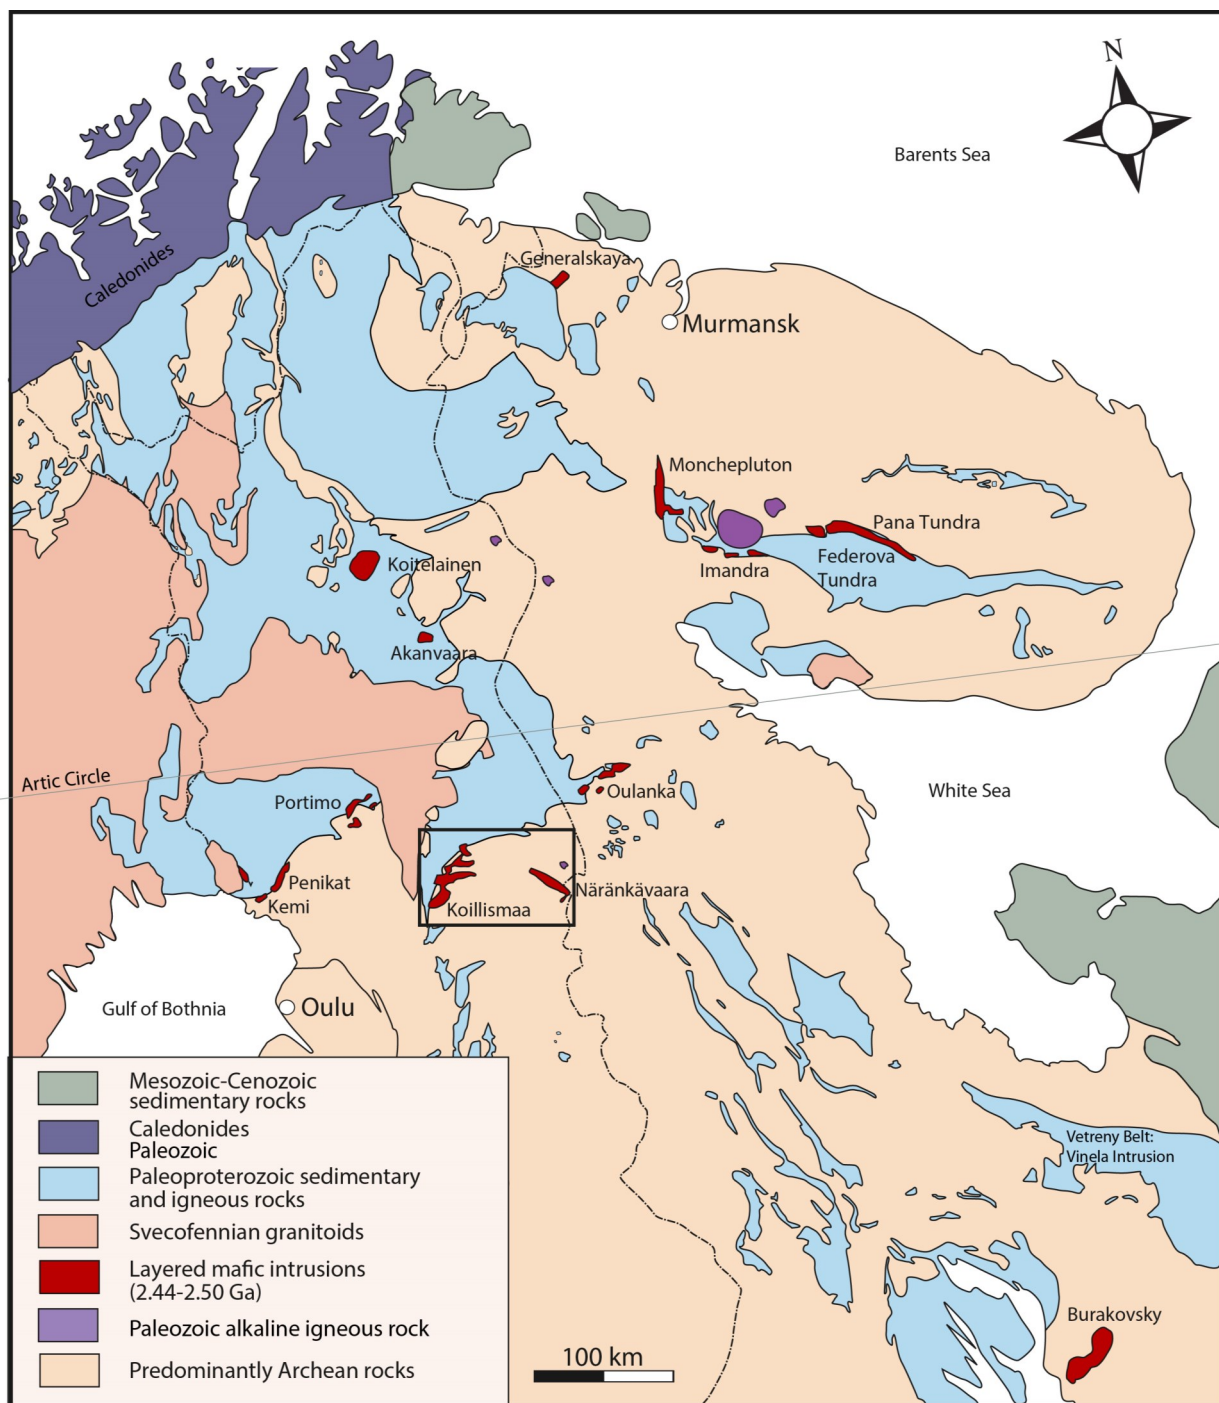 N
Barents Sea
Caledonides
Generalskaya
Murmansk
Monchepluton
Pana Tundra
Federova
Tundra
Imandra
Koitelainen
Akanvaara
Artic Circle
Portimo
Oulanka
White Sea
Penikat
Kemi
Koillismaa
Näränkävaara
Gulf of Bothnia
Oulu
Vetreny Belt:
Vinela Intrusion
Burakovsky
Mesozoic-Cenozoic
sedimentary rocks
Caledonides
Paleozoic
Paleoproterozoic sedimentary
and igneous rocks
Svecofennian granitoids
Layered mafic intrusions
(2.44-2.50 Ga)
Paleozoic alkaline igneous rock
Predominantly Archean rocks
100 km